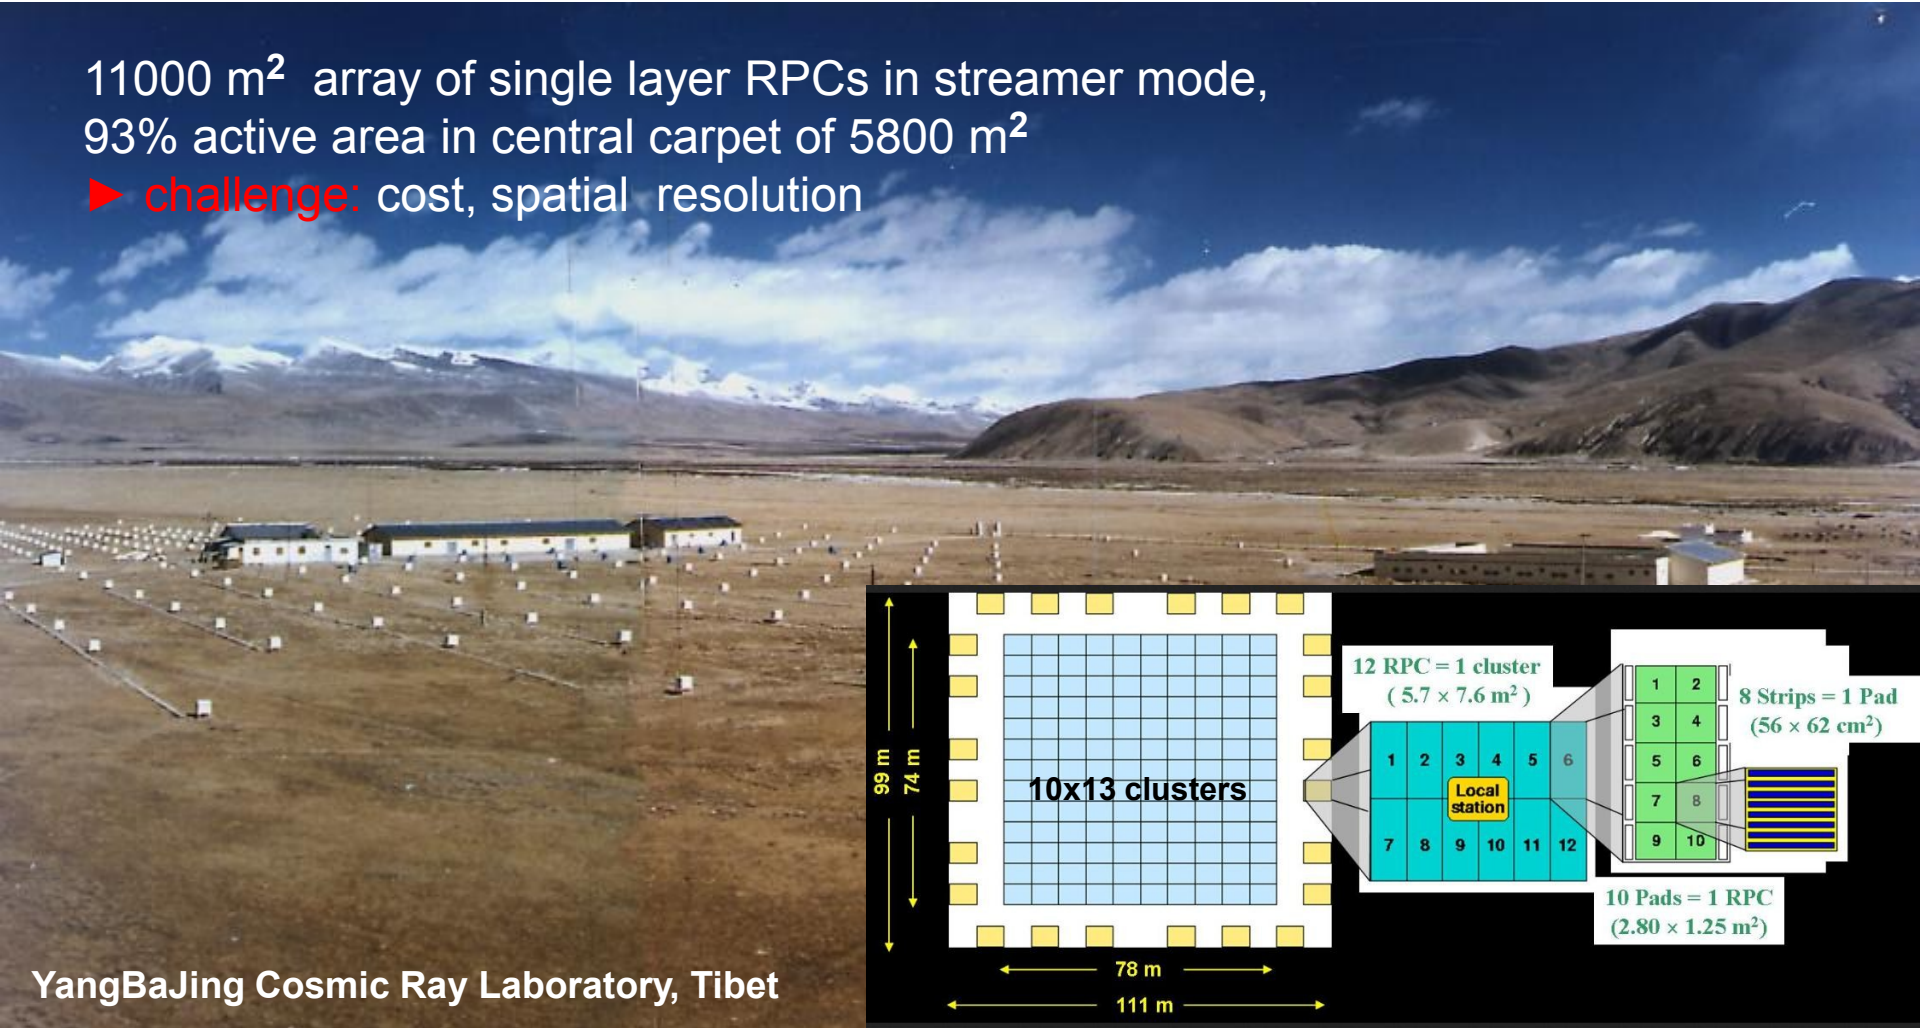 11000 m² array of single layer RPCs in streamer mode,
93% active area in central carpet of 5800 m²
► challenge: cost, spatial resolution
99 m
74 m
10x13 clusters
78 m
111 m
12 RPC = 1 cluster
( 5.7 × 7.6 m² )
1 2 3 4 5 6
Local
station
7 8 9 10 11 12
1 2
3 4
5 6
7 8
9 10
8 Strips = 1 Pad
(56 × 62 cm²)
10 Pads = 1 RPC
(2.80 × 1.25 m²)
YangBaJing Cosmic Ray Laboratory, Tibet